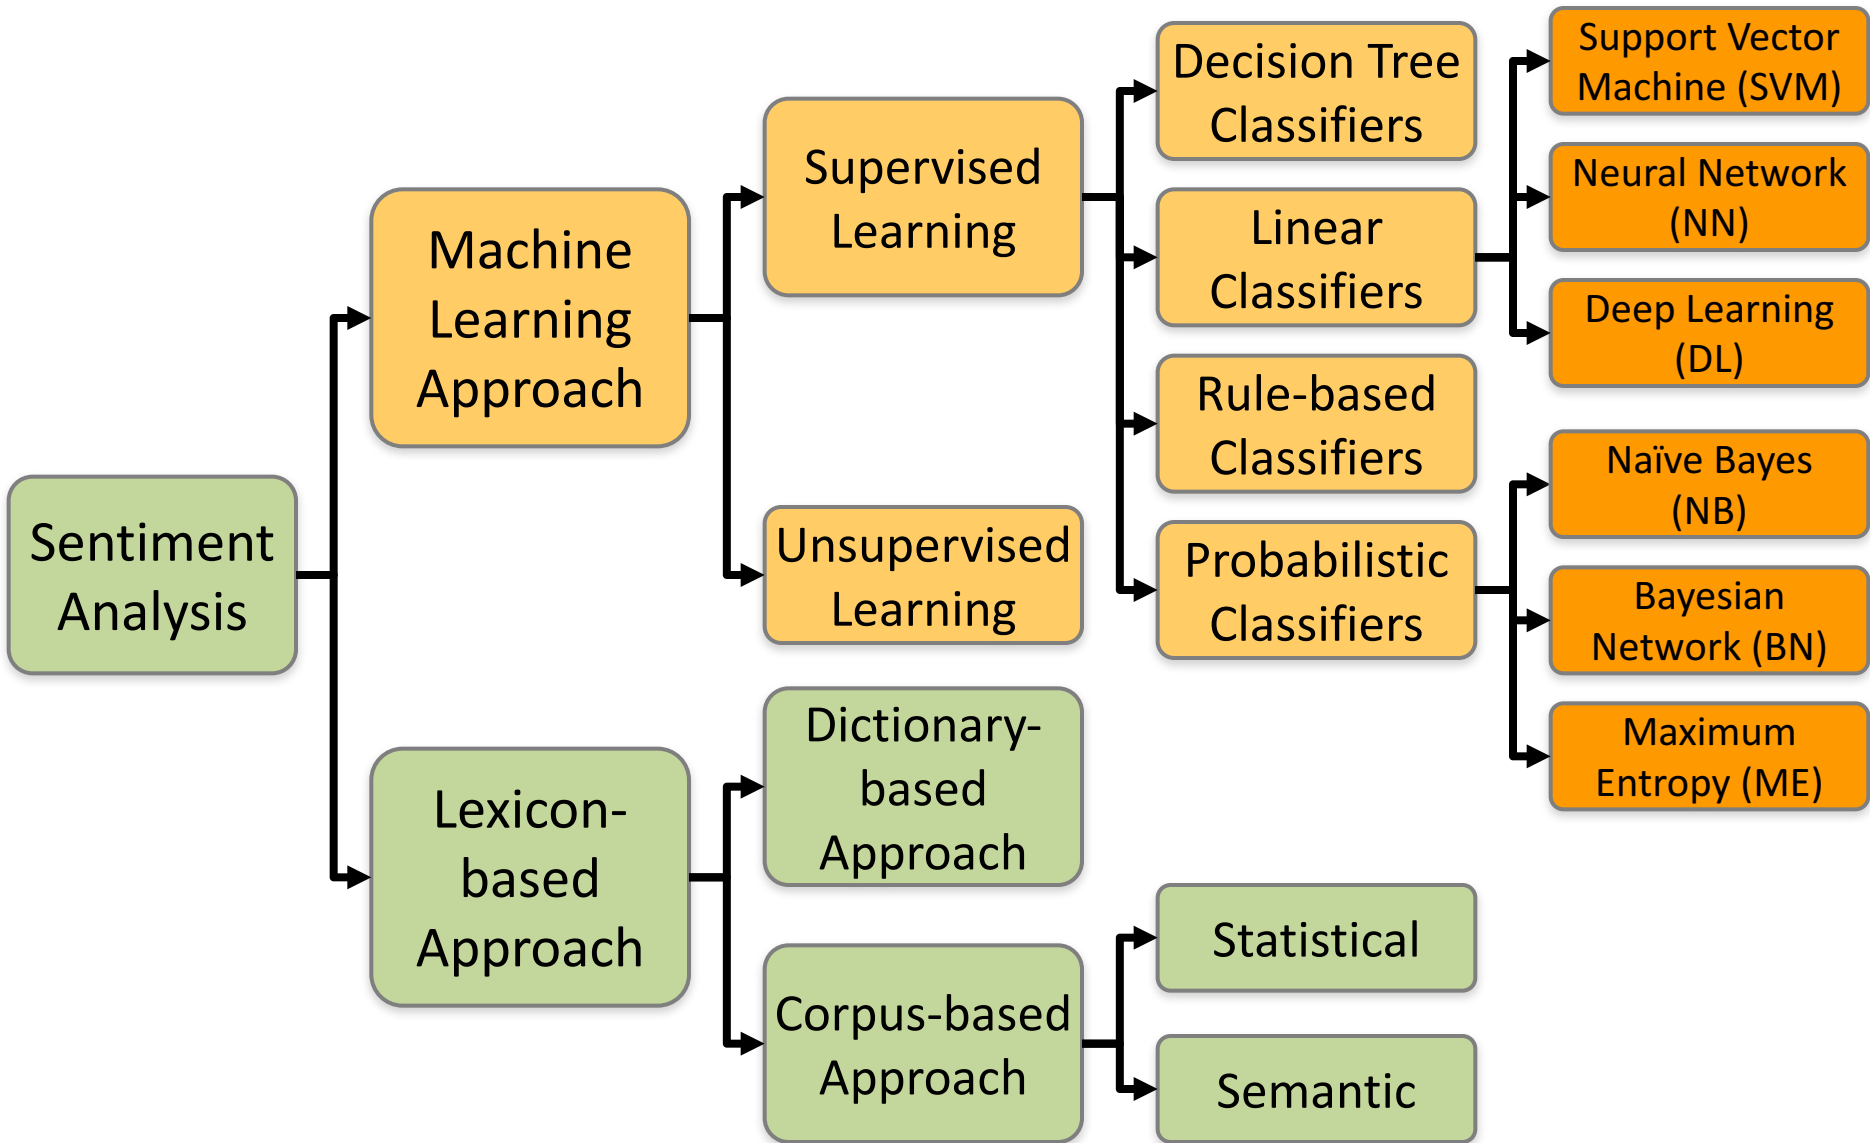 Sentiment
Analysis
Machine
Learning
Approach
Lexicon-
based
Approach
Supervised
Learning
Unsupervised
Learning
Dictionary-
based
Approach
Corpus-based
Approach
Decision Tree
Classifiers
Linear
Classifiers
Rule-based
Classifiers
Probabilistic
Classifiers
Statistical
Semantic
Support Vector
Machine (SVM)
Neural Network
(NN)
Deep Learning
(DL)
Naïve Bayes
(NB)
Bayesian
Network (BN)
Maximum
Entropy (ME)